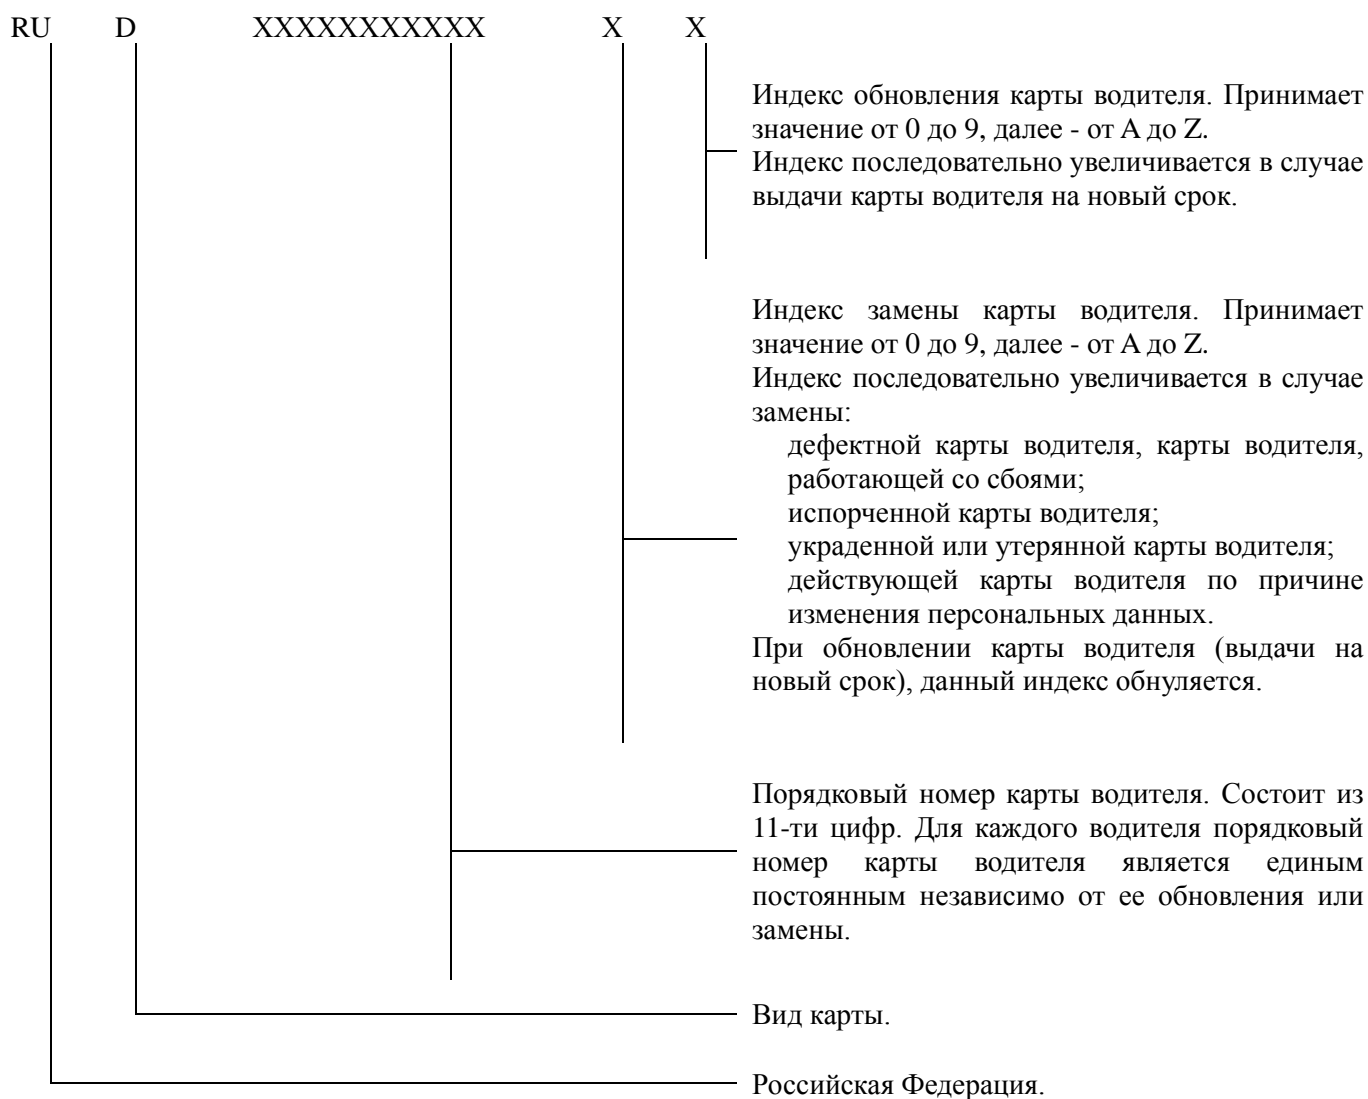 RU D XXXXXXXXXXX X X
Индекс обновления карты водителя. Принимает
значение от 0 до 9, далее - от A до Z.
Индекс последовательно увеличивается в случае
выдачи карты водителя на новый срок.
Индекс замены карты водителя. Принимает
значение от 0 до 9, далее - от A до Z.
Индекс последовательно увеличивается в случае
замены:
дефектной карты водителя, карты водителя,
работающей со сбоями;
испорченной карты водителя;
украденной или утерянной карты водителя;
действующей карты водителя по причине
изменения персональных данных.
При обновлении карты водителя (выдачи на
новый срок), данный индекс обнуляется.
Порядковый номер карты водителя. Состоит из
11-ти цифр. Для каждого водителя порядковый
номер карты водителя является единым
постоянным независимо от ее обновления или
замены.
Вид карты.
Российская Федерация.